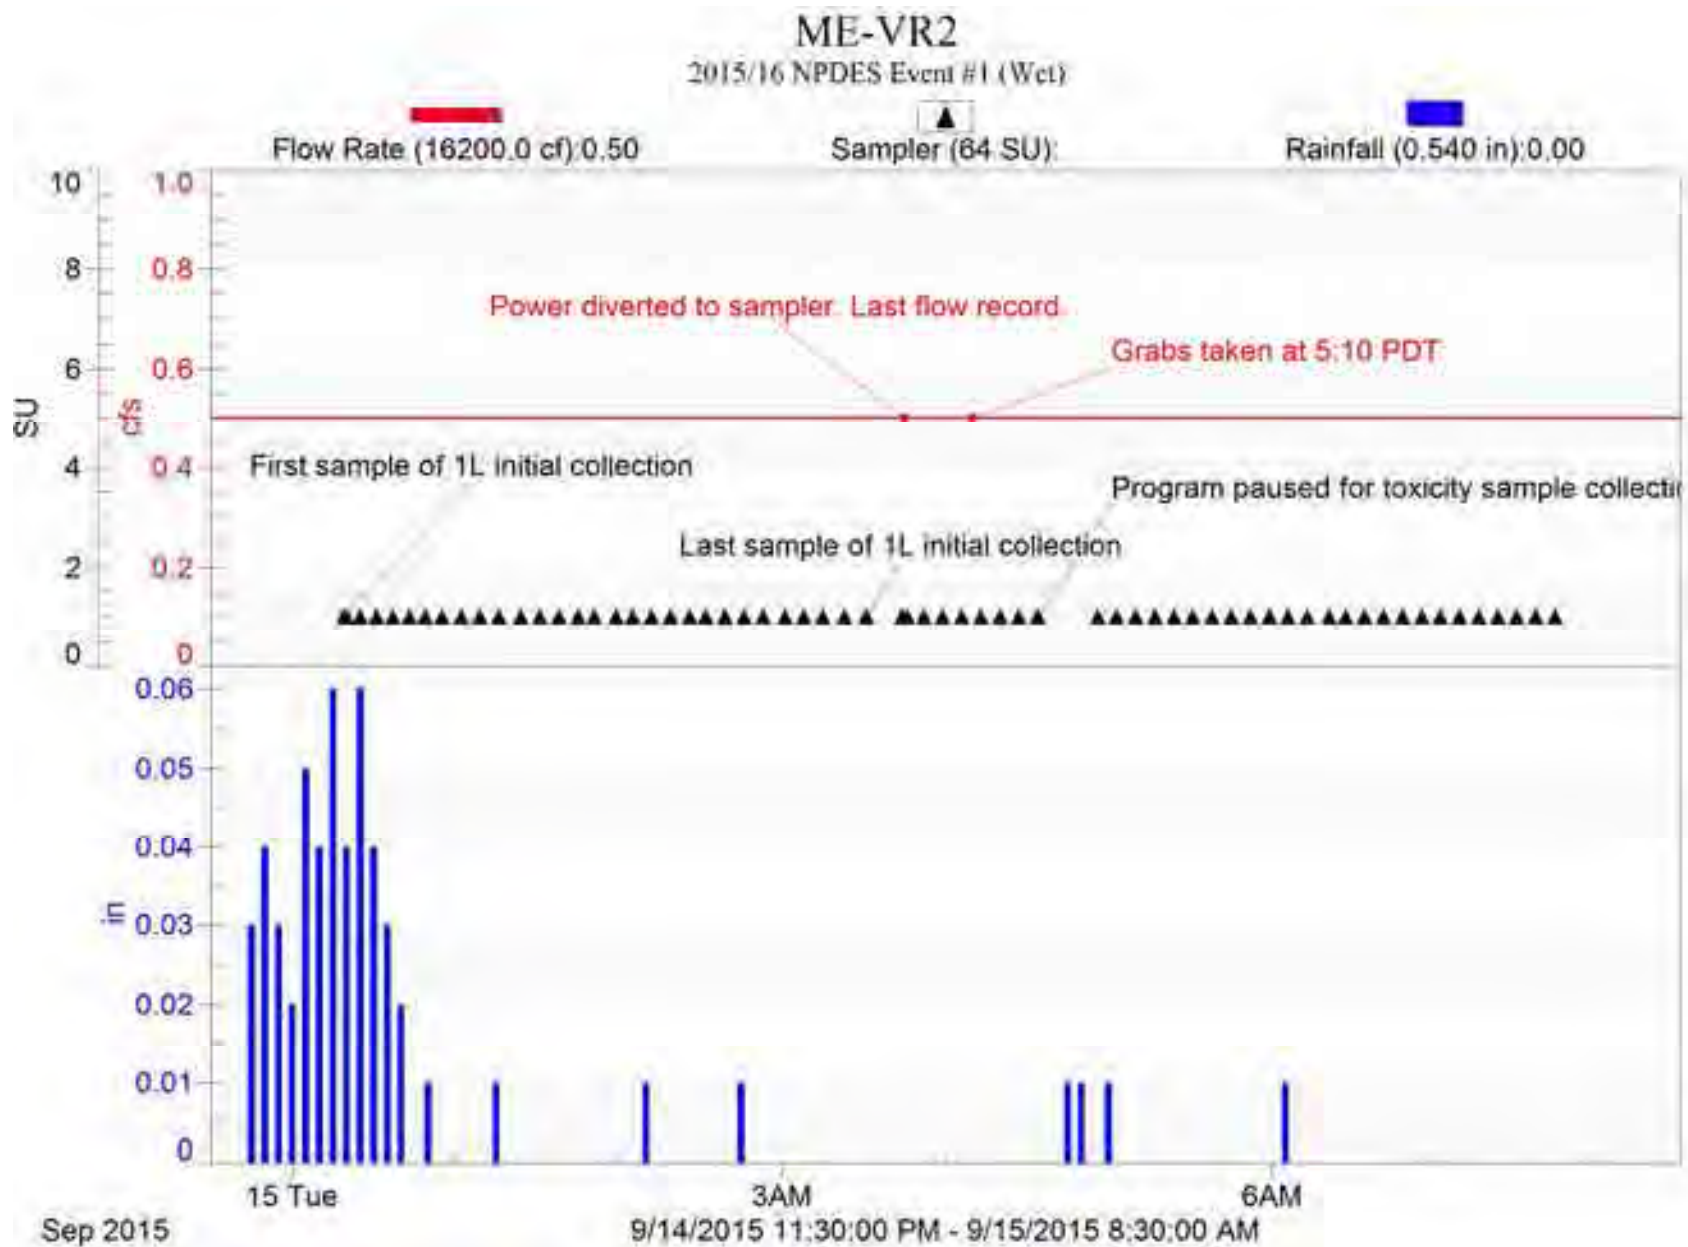 ME-VR2
2015/16 NPDES Event #1 (Wet)
Flow Rate (16200.0 cf):0.50
Sampler (64 SU):
Rainfall (0.540 in):0.00
10
8
6
4
2
0
SU
1.0
0.8
0.6
0.4
0.2
0
cfs
Power diverted to sampler. Last flow record.
Grabs taken at 5:10 PDT
First sample of 1L initial collection
Program paused for toxicity sample collecti
Last sample of 1L initial collection
0.06
0.05
0.04
0.03
0.02
0.01
0
in
15 Tue
3AM
6AM
Sep 2015
9/14/2015 11:30:00 PM - 9/15/2015 8:30:00 AM